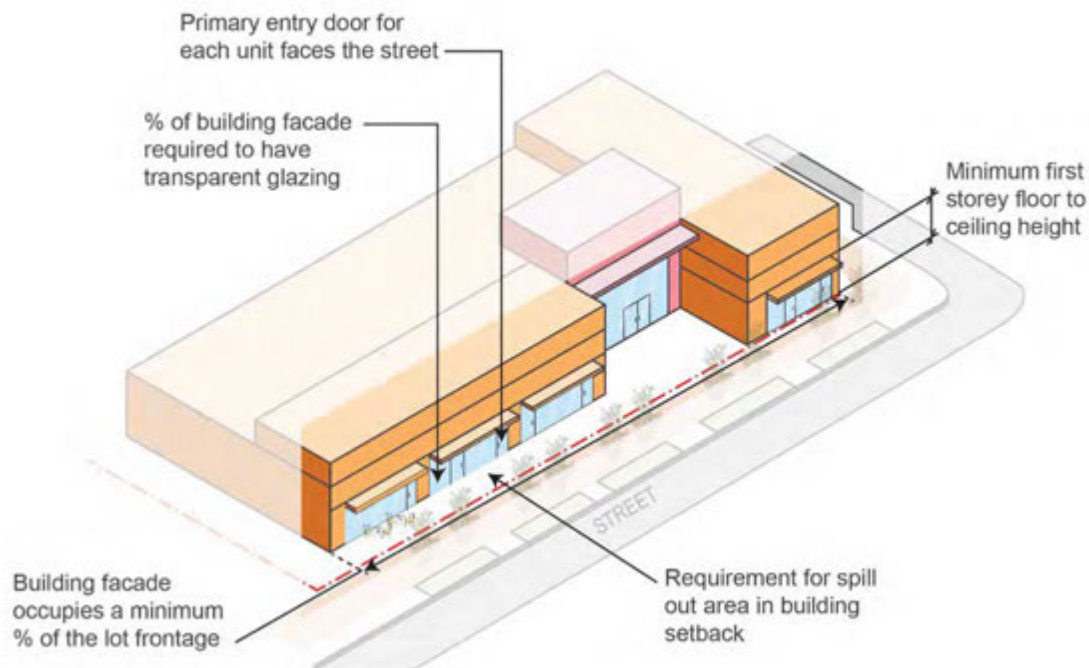 Primary entry door for
each unit faces the street
% of building facade
required to have
transparent glazing
Minimum first
storey floor to
ceiling height
STREET
Building facade
occupies a minimum
% of the lot frontage
Requirement for spill
out area in building
setback